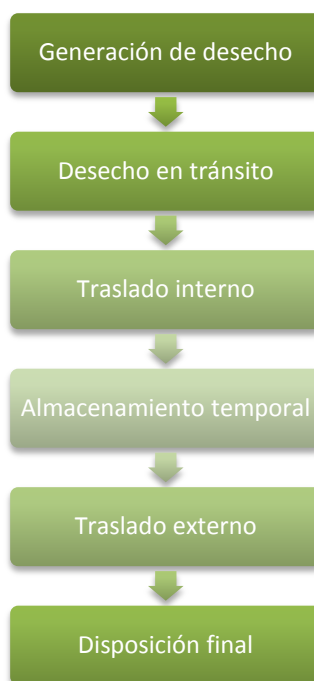 Generación de desecho
Desecho en tránsito
Traslado interno
Almacenamiento temporal
Traslado externo
Disposición final